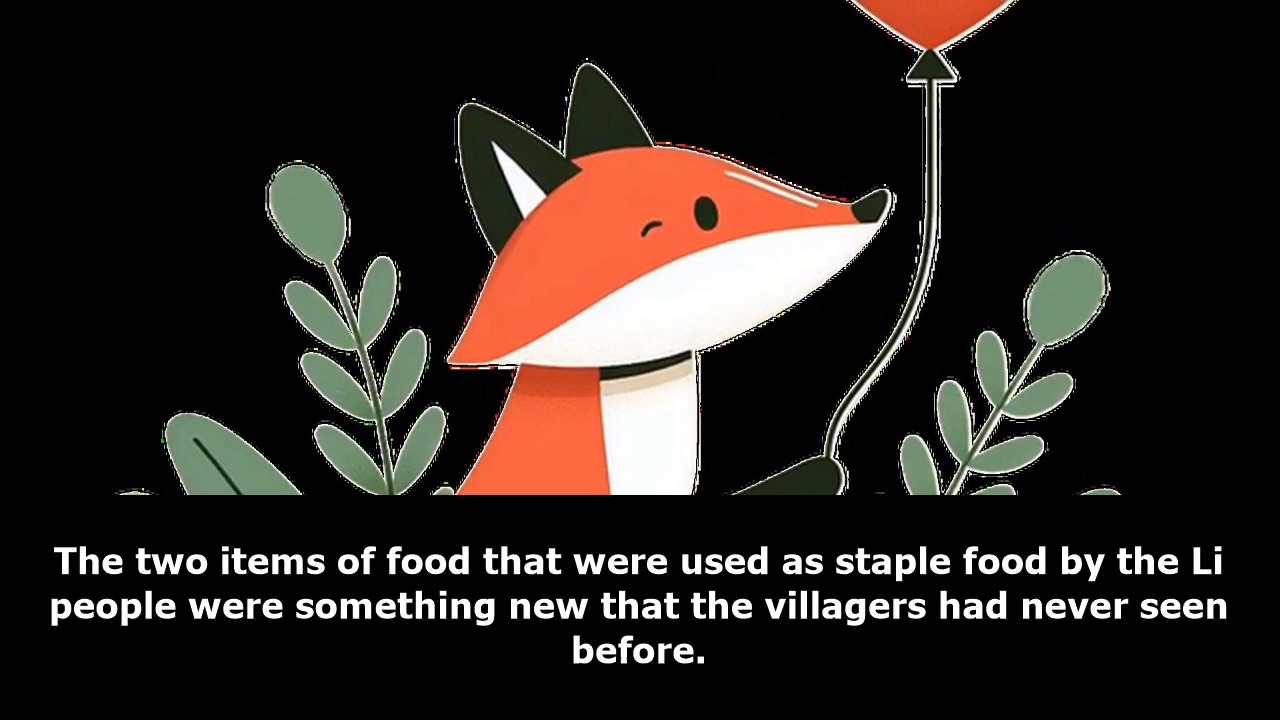 The two items of food that were used as staple food by the Li
people were something new that the villagers had never seen
before.